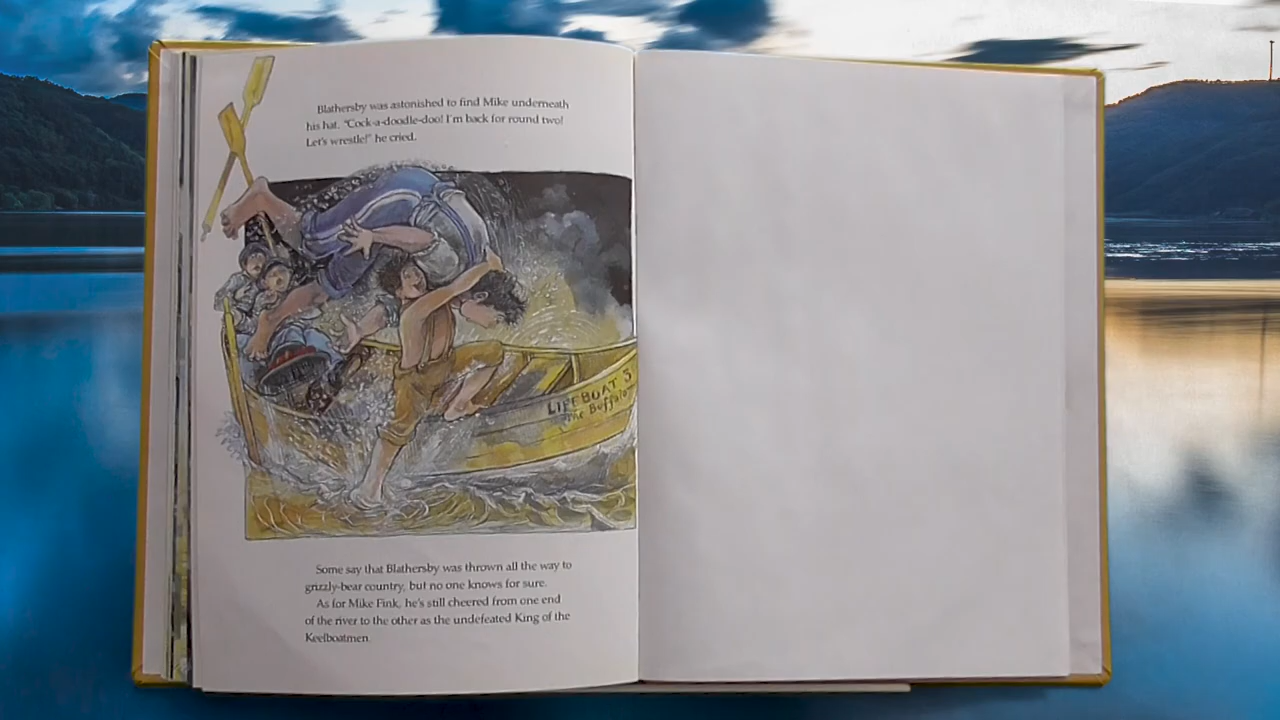 Blathersby was astonished to find Mike underneath
his hat. "Cock-a-doodle-doo! I'm back for round two!
Let's wrestle!" he cried.
LIFEBOAT 3
The Buffalo
Some say that Blathersby was thrown all the way to
grizzly-bear country, but no one knows for sure.
As for Mike Fink, he's still cheered from one end
of the river to the other as the undefeated King of the
Keelboatmen.